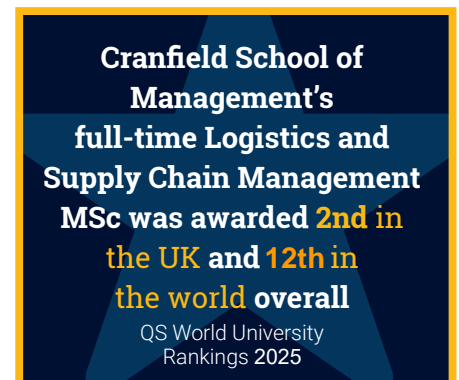 Cranfield School of
Management’s
full-time Logistics and
Supply Chain Management
MSc was awarded 2nd in
the UK and 12th in
the world overall
QS World University
Rankings 2025